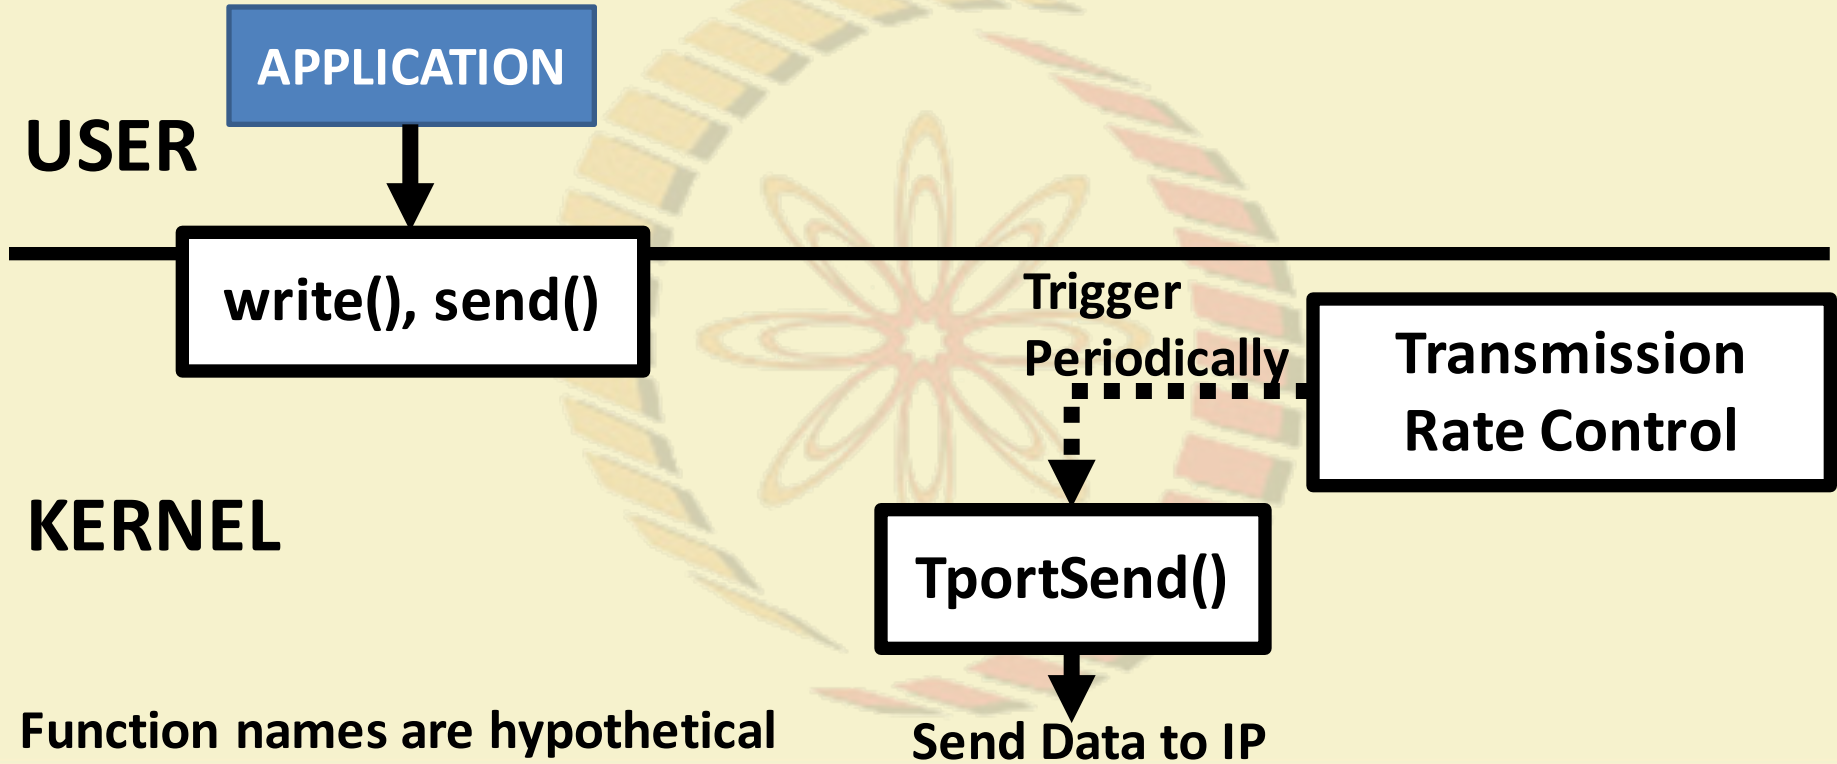 APPLICATION
USER
write(), send()
Trigger
Periodically
Transmission
Rate Control
KERNEL
TportSend()
Function names are hypothetical
Send Data to IP